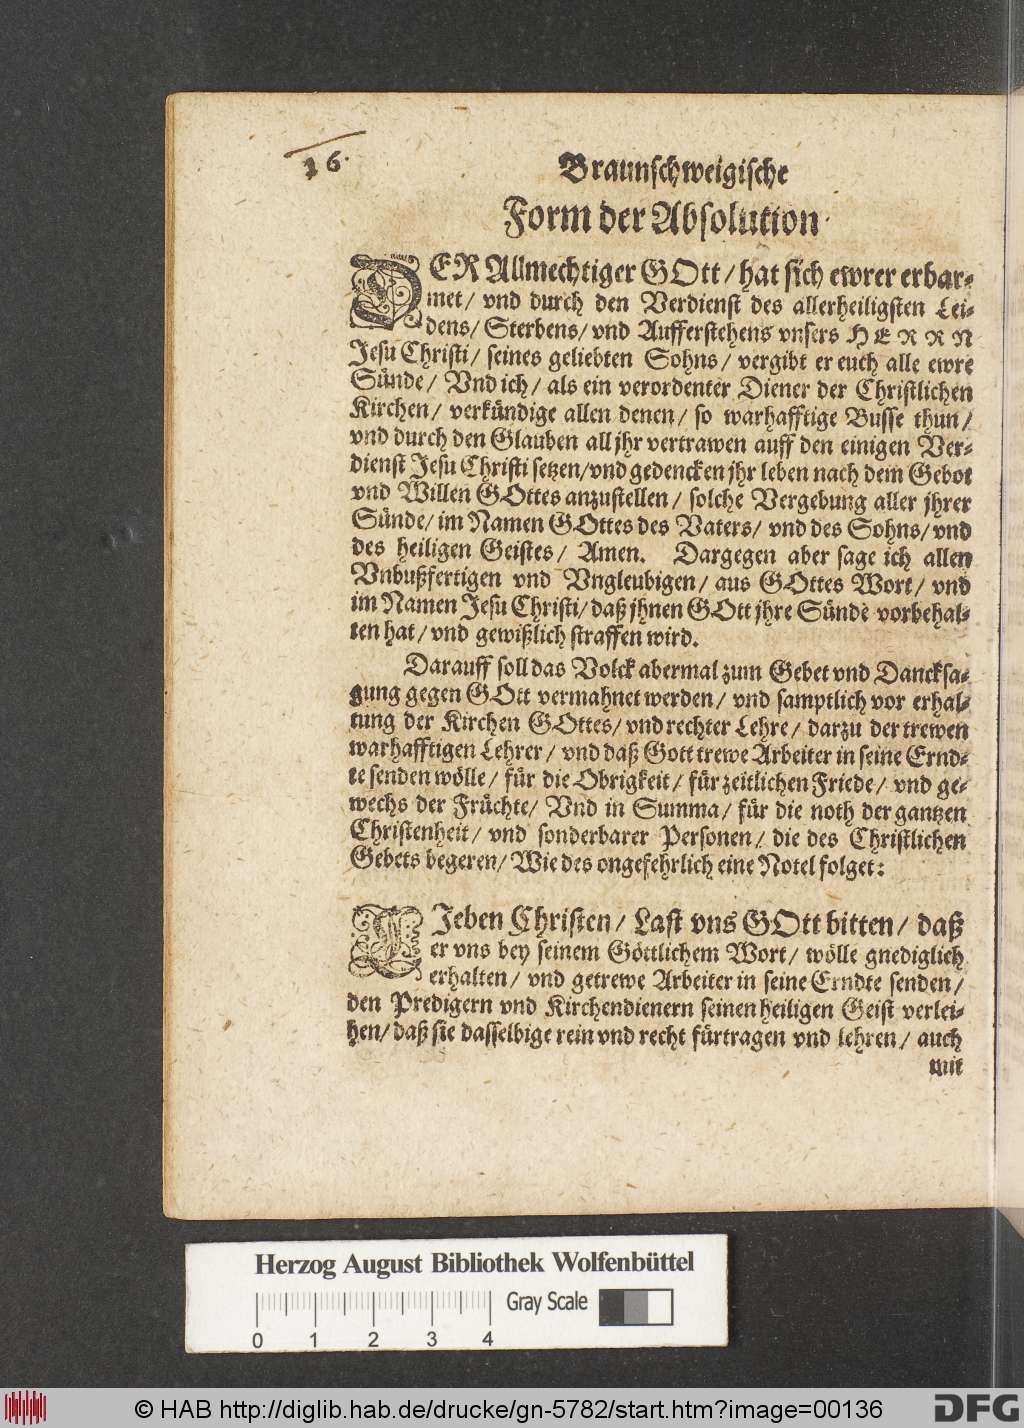 16.
Braunſchweigiſche
Form der Abſolution
DER Allmechtiger GOtt / hat ſich ewrer erbar-
met / vnd durch den Verdienſt des allerheiligſten Lei-
dens / Sterbens / vnd Aufferſtehens vnſers HERRN
Jeſu Chriſti / ſeines geliebten Sohns / vergibt er euch alle ewre
Sünde / Vnd ich / als ein verordenter Diener der Chriſtlichen
Kirchen / verkündige allen denen / ſo warhafftige Buſſe thun /
vnd durch den Glauben all jhr vertrawen auff den einigen Ver-
dienſt Jeſu Chriſti ſetzen / vnd gedencken jhr leben nach dem Gebot
vnd Willen GOttes anzuſtellen / ſolche Vergebung aller jhrer
Sünde / im Namen GOttes des Vaters / vnd des Sohns / vnd
des heiligen Geiſtes / Amen. Dargegen aber ſage ich allen
Vnbußfertigen vnd Vngleubigen / aus GOttes Wort / vnd
im Namen Jeſu Chriſti / daß jhnen GOtt jhre Sünde vorbehal-
ten hat / vnd gewißlich ſtraffen wird.
Darauff ſoll das Volck abermal zum Gebet vnd Danckſa-
gung gegen GOtt vermahnet werden / vnd ſamptlich vor erhal-
tung der Kirchen GOttes / vnd rechter Lehre / darzu der trewen
warhafftigen Lehrer / vnd daß Gott trewe Arbeiter in ſeine Ernd-
te ſenden wölle / für die Obrigkeit / für zeitlichen Friede / vnd ge-
wechs der Früchte / Vnd in Summa / für die noth der gantzen
Chriſtenheit / vnd ſonderbarer Perſonen / die des Chriſtlichen
Gebets begeren / Wie des ongefehrlich eine Notel folget:
LJeben Chriſten / Laſt vns GOtt bitten / daß
er vns bey ſeinem Göttlichem Wort / wölle gnediglich
erhalten / vnd getrewe Arbeiter in ſeine Erndte ſenden /
den Predigern vnd Kirchendienern ſeinen heiligen Geiſt verlei-
hen / daß ſie daſſelbige rein vnd recht fürtragen vnd lehren / auch
mit
Herzog August Bibliothek Wolfenbüttel
Gray Scale
0 1 2 3 4
© HAB http://diglib.hab.de/drucke/gn-5782/start.htm?image=00136
DFG